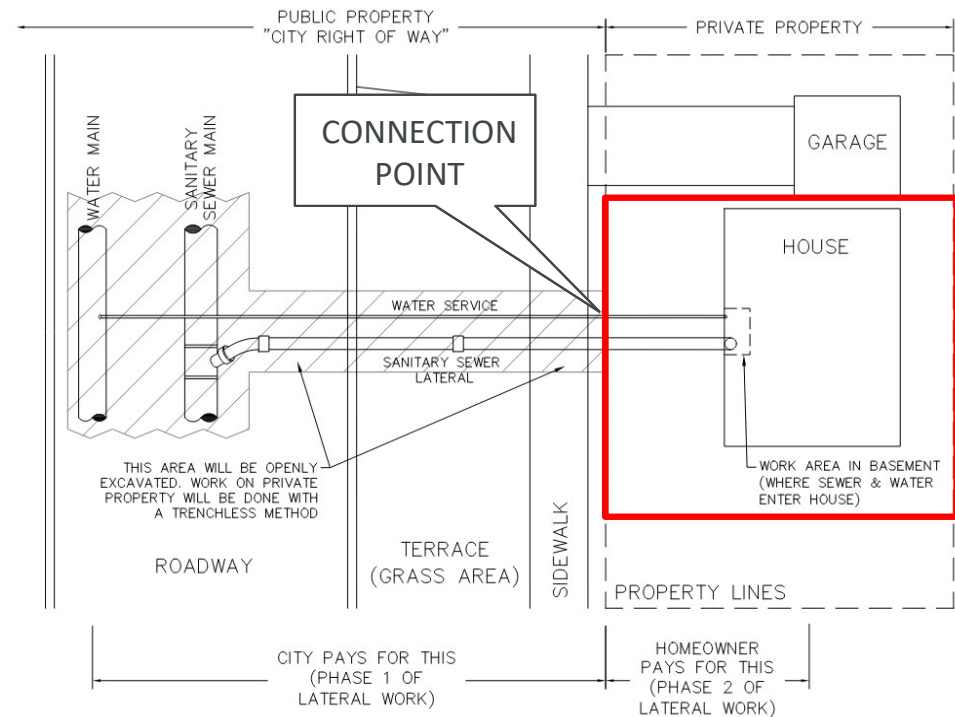 PUBLIC PROPERTY
"CITY RIGHT OF WAY"
PRIVATE PROPERTY
CONNECTION
POINT
WATER MAIN
SANITARY
SEWER MAIN
GARAGE
HOUSE
WATER SERVICE
SANITARY SEWER
LATERAL
THIS AREA WILL BE OPENLY
EXCAVATED. WORK ON PRIVATE
PROPERTY WILL BE DONE WITH
A TRENCHLESS METHOD
WORK AREA IN BASEMENT
(WHERE SEWER & WATER
ENTER HOUSE)
ROADWAY
TERRACE
(GRASS AREA)
SIDEWALK
PROPERTY LINES
CITY PAYS FOR THIS
(PHASE 1 OF
LATERAL WORK)
HOMEOWNER
PAYS FOR THIS
(PHASE 2 OF
LATERAL WORK)